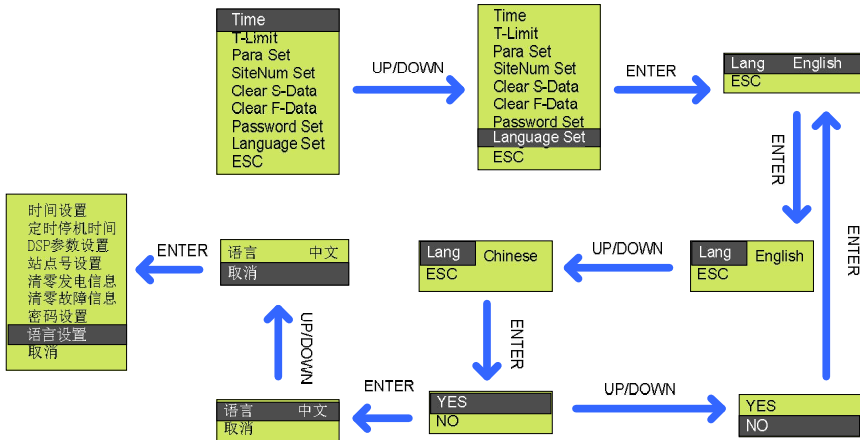 Time
T-Limit
Para Set
SiteNum Set
Clear S-Data
Clear F-Data
Password Set
Language Set
ESC
UP/DOWN
Time
T-Limit
Para Set
SiteNum Set
Clear S-Data
Clear F-Data
Password Set
Language Set
ESC
ENTER
Lang English
ESC
ENTER
ENTER
Lang English
ESC
UP/DOWN
Lang Chinese
ESC
ENTER
YES
NO
UP/DOWN
YES
NO
ENTER
语言 中文
取消
UP/DOWN
语言 中文
取消
ENTER
时间设置
定时停机时间
DSP参数设置
站点号设置
清零发电信息
清零故障信息
密码设置
语言设置
取消